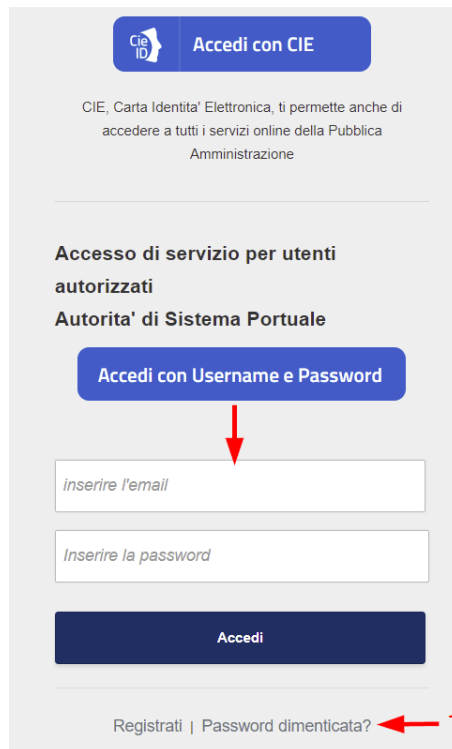 Cie
ID
Accedi con CIE
CIE, Carta Identita' Elettronica, ti permette anche di
accedere a tutti i servizi online della Pubblica
Amministrazione
Accesso di servizio per utenti
autorizzati
Autorita' di Sistema Portuale
Accedi con Username e Password
inserire l'email
Inserire la password
Accedi
Registrati | Password dimenticata?